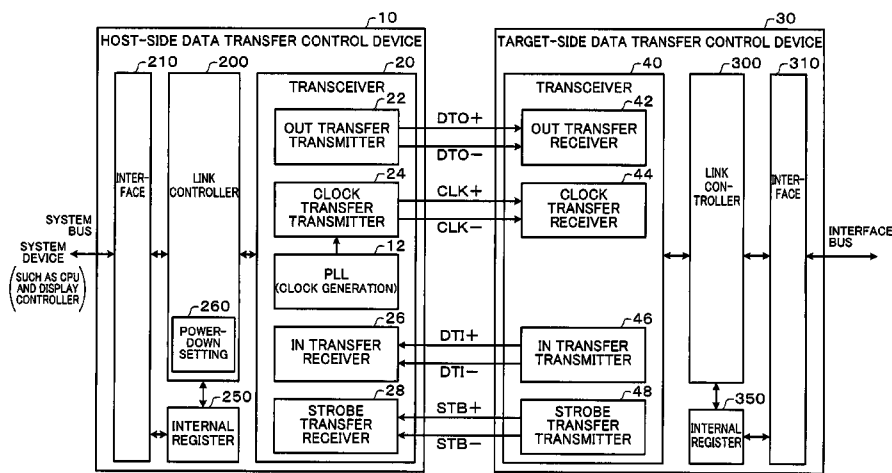 10
HOST-SIDE DATA TRANSFER CONTROL DEVICE
210
200
20
TRANSCEIVER
22
OUT TRANSFER
TRANSMITTER
24
CLOCK
TRANSFER
TRANSMITTER
12
PLL
(CLOCK GENERATION)
26
IN TRANSFER
RECEIVER
28
STROBE
TRANSFER
RECEIVER
INTER-
FACE
LINK
CONTROLLER
260
POWER-
DOWN
SETTING
250
INTERNAL
REGISTER
SYSTEM
BUS
SYSTEM
DEVICE
(SUCH AS CPU
AND DISPLAY
CONTROLLER)
DTO+
DTO−
CLK+
CLK−
DTI+
DTI−
STB+
STB−
30
TARGET-SIDE DATA TRANSFER CONTROL DEVICE
40
300
310
TRANSCEIVER
42
OUT TRANSFER
RECEIVER
44
CLOCK
TRANSFER
RECEIVER
46
IN TRANSFER
TRANSMITTER
48
STROBE
TRANSFER
TRANSMITTER
LINK
CON-
TROLLER
INTER-
FACE
350
INTERNAL
REGISTER
INTERFACE
BUS